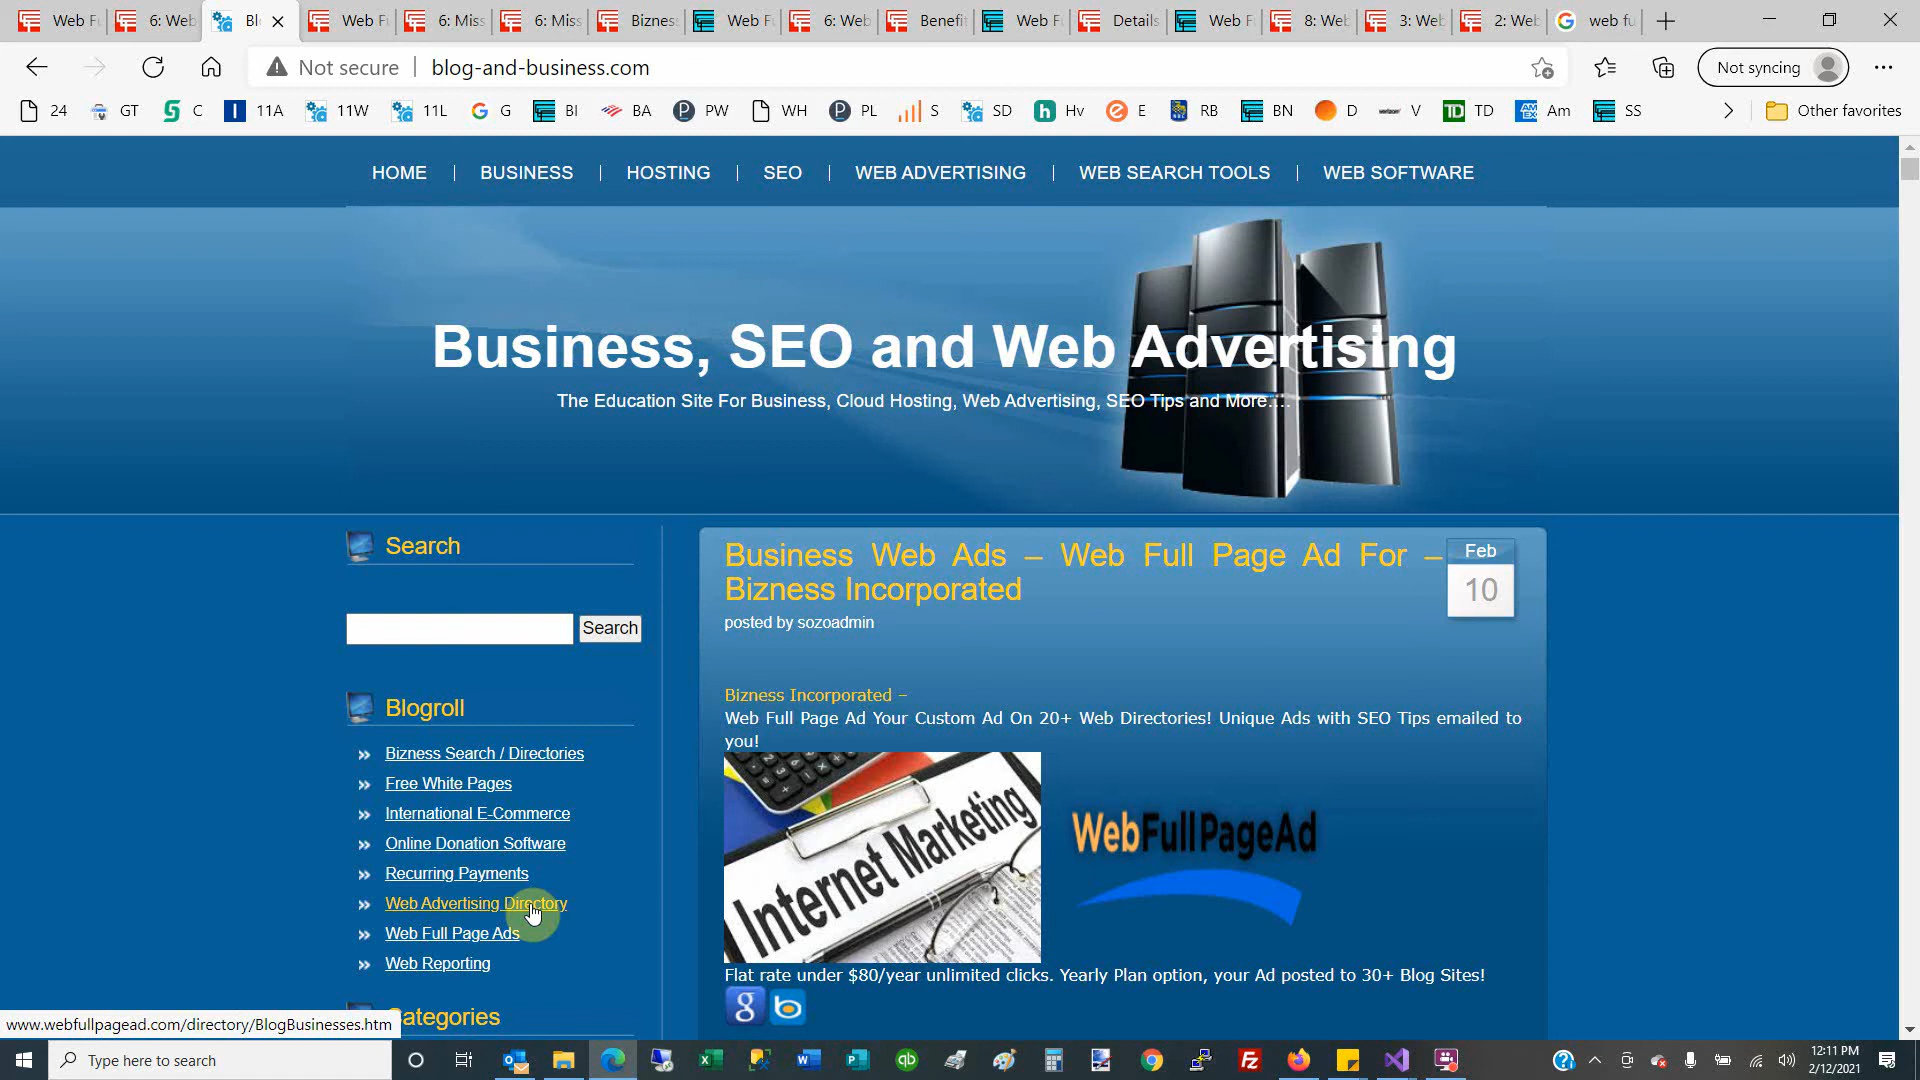 Web F
6: Web
Bl
Web F
6: Miss
6: Miss
Biznes
Web F
6: Web
Benefi
Web F
Details
Web F
8: Web
3: Web
2: Web
web fu
Not secure
blog-and-business.com
Not syncing
24
GT
C
11A
11W
11L
G
BI
BA
PW
WH
PL
S
SD
Hv
E
RB
BN
D
V
TD
Am
SS
Other favorites
HOME
BUSINESS
HOSTING
SEO
WEB ADVERTISING
WEB SEARCH TOOLS
WEB SOFTWARE
Business, SEO and Web Advertising
The Education Site For Business, Cloud Hosting, Web Advertising, SEO Tips and More….
Search
Search
Blogroll
Bizness Search / Directories
Free White Pages
International E-Commerce
Online Donation Software
Recurring Payments
Web Advertising Directory
Web Full Page Ads
Web Reporting
Categories
www.webfullpagead.com/directory/BlogBusinesses.htm
Business Web Ads – Web Full Page Ad For –
Bizness Incorporated
Feb
10
posted by sozoadmin
Bizness Incorporated –
Web Full Page Ad Your Custom Ad On 20+ Web Directories! Unique Ads with SEO Tips emailed to
you!
Internet Marketing
WebFullPageAd
Flat rate under $80/year unlimited clicks. Yearly Plan option, your Ad posted to 30+ Blog Sites!
Type here to search
12:11 PM
2/12/2021